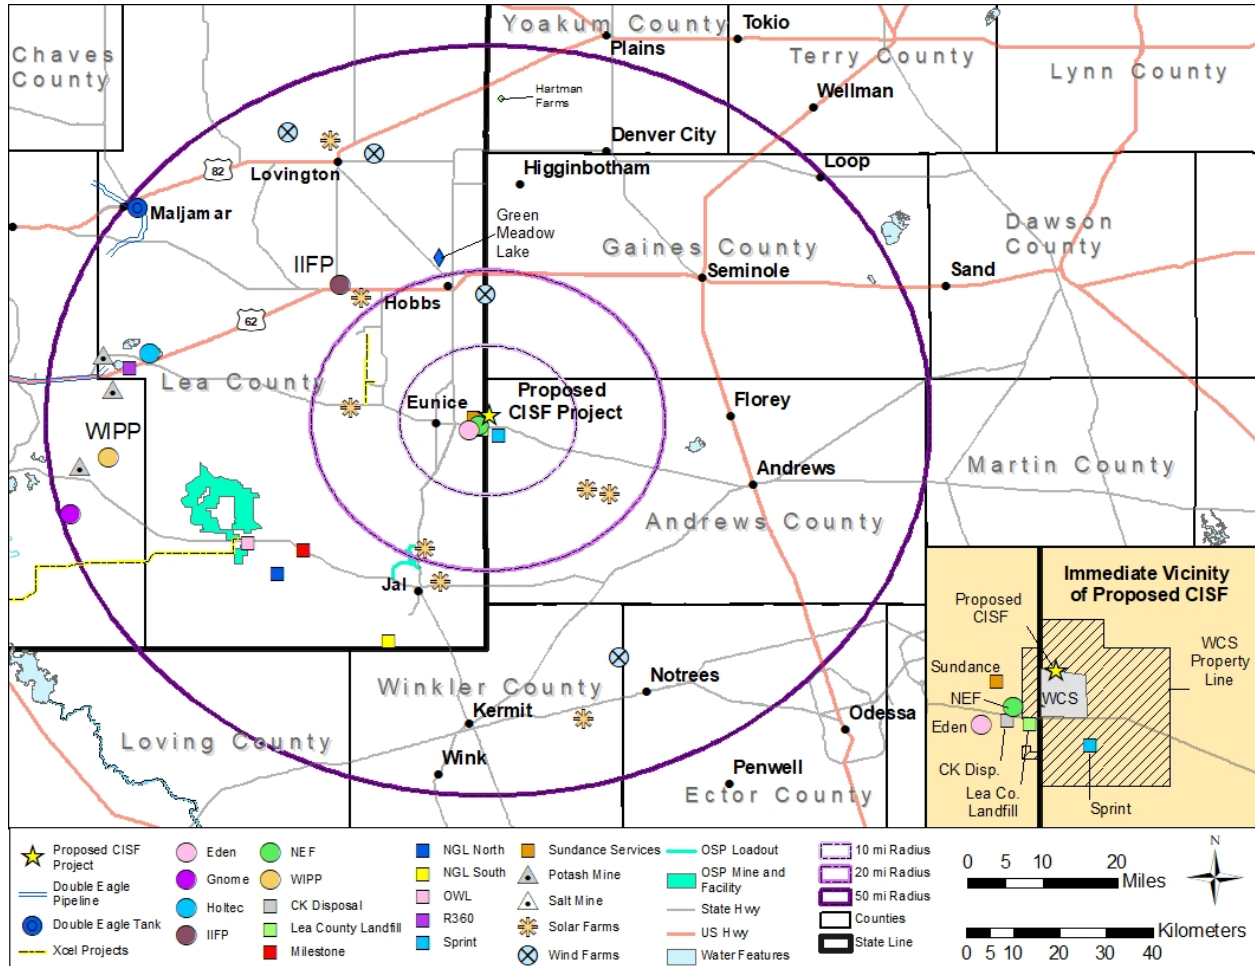 Yoakum County
Tokio
Plains
Terry County
Chaves
County
Lynn County
Hartman
Farms
Wellman
Denver City
82
Lovington
Higginbotham
Loop
Maljamar
Green
Meadow
Lake
Dawson
County
Gaines County
IIFP
Seminole
Sand
Hobbs
62
Lea County
Proposed
CISF Project
Eunice
Florey
WIPP
Andrews
Martin County
Andrews County
Jal
Immediate Vicinity
of Proposed CISF
Proposed
CISF
WCS
Property
Line
Sundance
NEF
WCS
Eden
CK Disp.
Lea Co.
Landfill
Sprint
Winkler County
Notrees
Kermit
Odessa
Loving County
Wink
Penwell
Ector County
Proposed CISF
Project
Double Eagle
Pipeline
Double Eagle Tank
Xcel Projects
Eden
Gnome
Holtec
IIFP
NEF
WIPP
CK Disposal
Lea County Landfill
Milestone
NGL North
NGL South
OWL
R360
Sprint
Sundance Services
Potash Mine
Salt Mine
Solar Farms
Wind Farms
OSP Loadout
OSP Mine and
Facility
State Hwy
US Hwy
Water Features
10 mi Radius
20 mi Radius
50 mi Radius
Counties
State Line
N
0 5 10 20
Miles
Kilometers
0 5 10 20 30 40